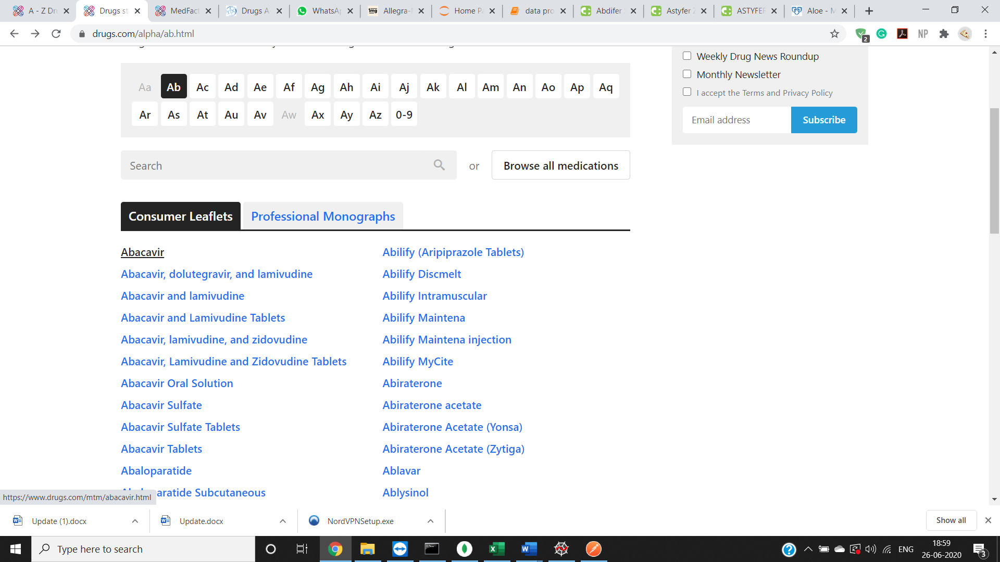 A - Z Dru
Drugs st
MedFact
Drugs A-
WhatsAp
1mg
Allegra-
Home P
data pro
Abdifer
Astyfer
ASTYFER
Aloe - M
drugs.com/alpha/ab.html
2
NP
Weekly Drug News Roundup
Monthly Newsletter
I accept the Terms and Privacy Policy
Email address
Subscribe
Aa Ab Ac Ad Ae Af Ag Ah Ai Aj Ak Al Am An Ao Ap Aq
Ar As At Au Av Aw Ax Ay Az 0-9
Search
or
Browse all medications
Consumer Leaflets
Professional Monographs
Abacavir
Abacavir, dolutegravir, and lamivudine
Abacavir and lamivudine
Abacavir and Lamivudine Tablets
Abacavir, lamivudine, and zidovudine
Abacavir, Lamivudine and Zidovudine Tablets
Abacavir Oral Solution
Abacavir Sulfate
Abacavir Sulfate Tablets
Abacavir Tablets
Abaloparatide
aratide Subcutaneous
Abilify (Aripiprazole Tablets)
Abilify Discmelt
Abilify Intramuscular
Abilify Maintena
Abilify Maintena injection
Abilify MyCite
Abiraterone
Abiraterone acetate
Abiraterone Acetate (Yonsa)
Abiraterone Acetate (Zytiga)
Ablavar
Ablysinol
https://www.drugs.com/mtm/abacavir.html
Update (1).docx
Update.docx
NordVPNSetup.exe
Show all
Type here to search
ENG
18:59
26-06-2020
3